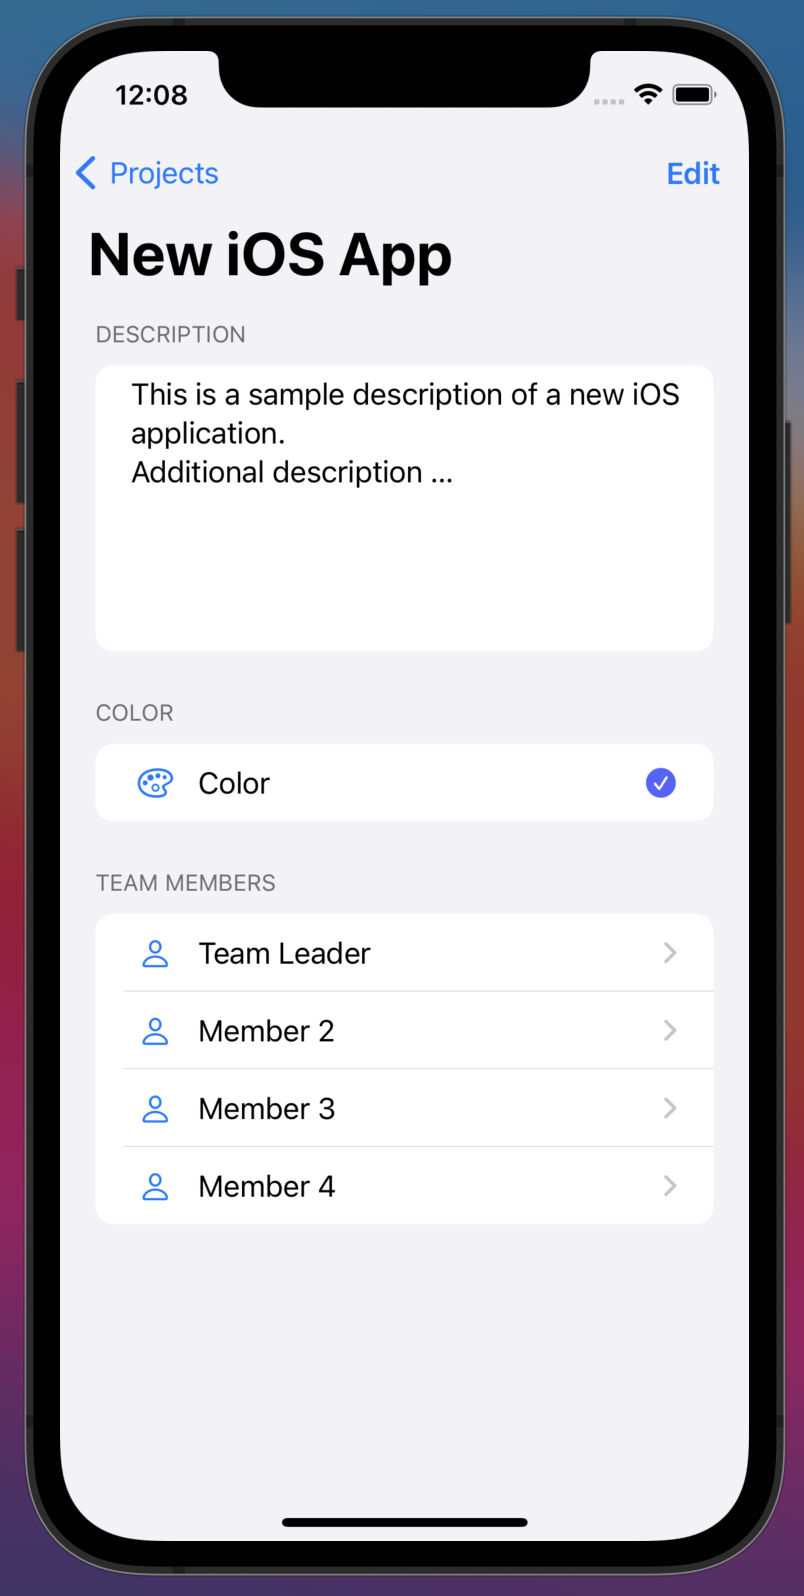 12:08
Projects
Edit
New iOS App
DESCRIPTION
This is a sample description of a new iOS
application.
Additional description ...
COLOR
Color
TEAM MEMBERS
Team Leader
Member 2
Member 3
Member 4